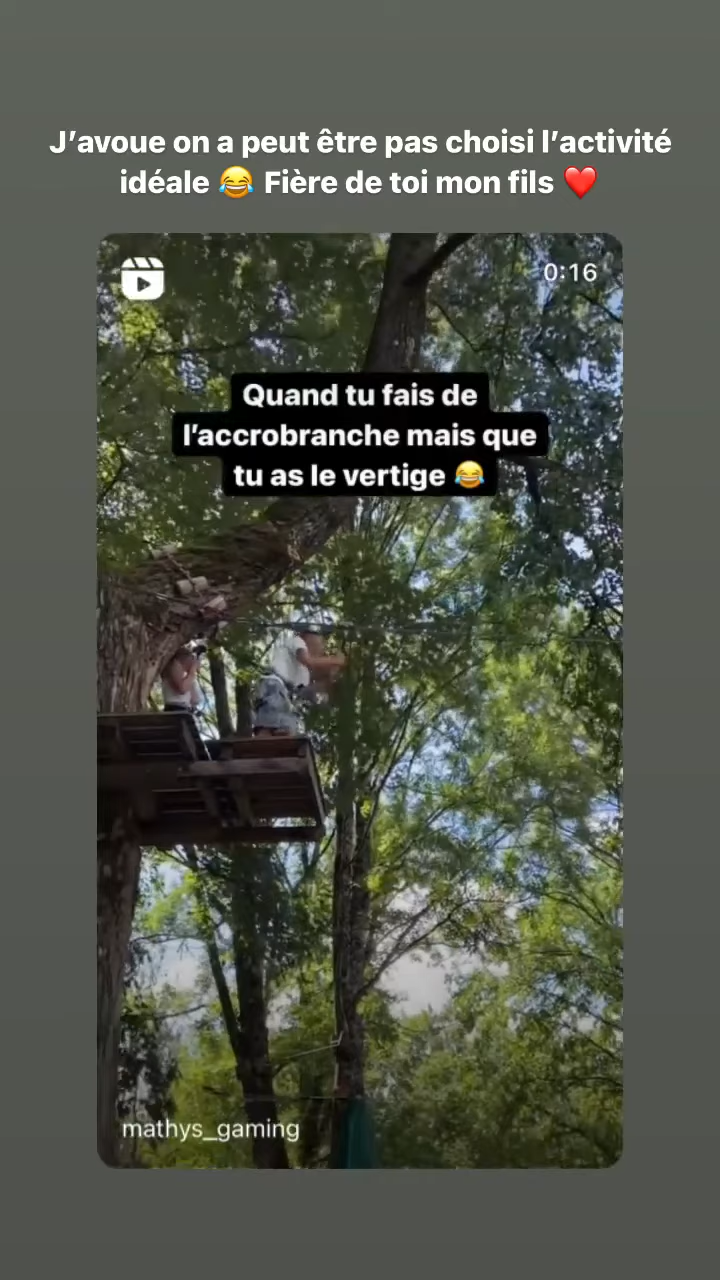 J’avoue on a peut être pas choisi l’activité
idéale 😂 Fière de toi mon fils ❤️
0:16
Quand tu fais de
l’accrobranche mais que
tu as le vertige 😂
mathys_gaming